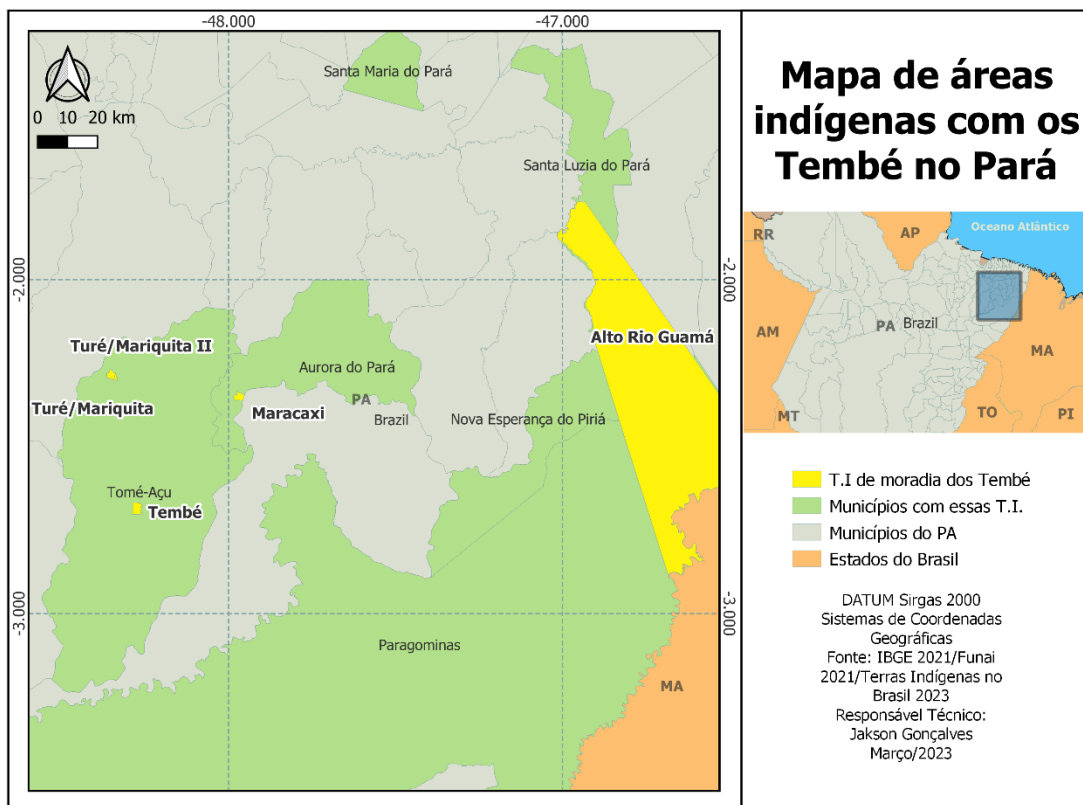 -48.000
-47.000
Santa Maria do Pará
0 10 20 km
Santa Luzia do Pará
-2.000
-2.000
Alto Rio Guamá
Turé/Mariquita II
Aurora do Pará
Turé/Mariquita
Maracaxi
PA
Brazil
Nova Esperança do Piriá
Tomé-Açu
Tembé
-3.000
-3.000
Paragominas
MA
-48.000
-47.000
Mapa de áreas
indígenas com os
Tembé no Pará
Oceano Atlântico
RR
AP
AM
PA
Brazil
MA
MT
TO
PI
T.I de moradia dos Tembé
Municípios com essas T.I.
Municípios do PA
Estados do Brasil
DATUM Sirgas 2000
Sistemas de Coordenadas
Geográficas
Fonte: IBGE 2021/Funai
2021/Terras Indígenas no
Brasil 2023
Responsável Técnico:
Jakson Gonçalves
Março/2023